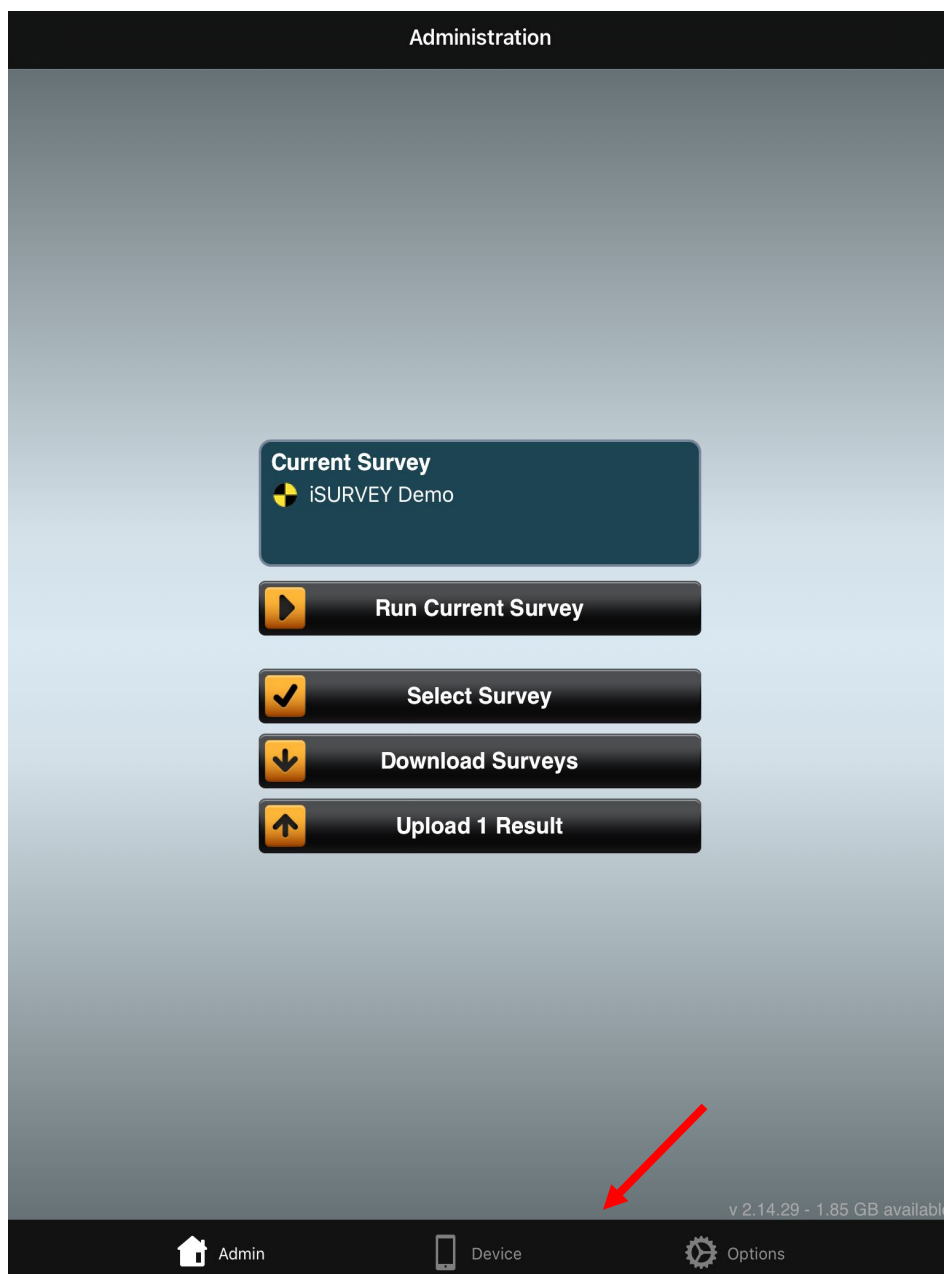 Administration
Current Survey
iSURVEY Demo
Run Current Survey
Select Survey
Download Surveys
Upload 1 Result
v 2.14.29 - 1.85 GB available
Admin
Device
Options